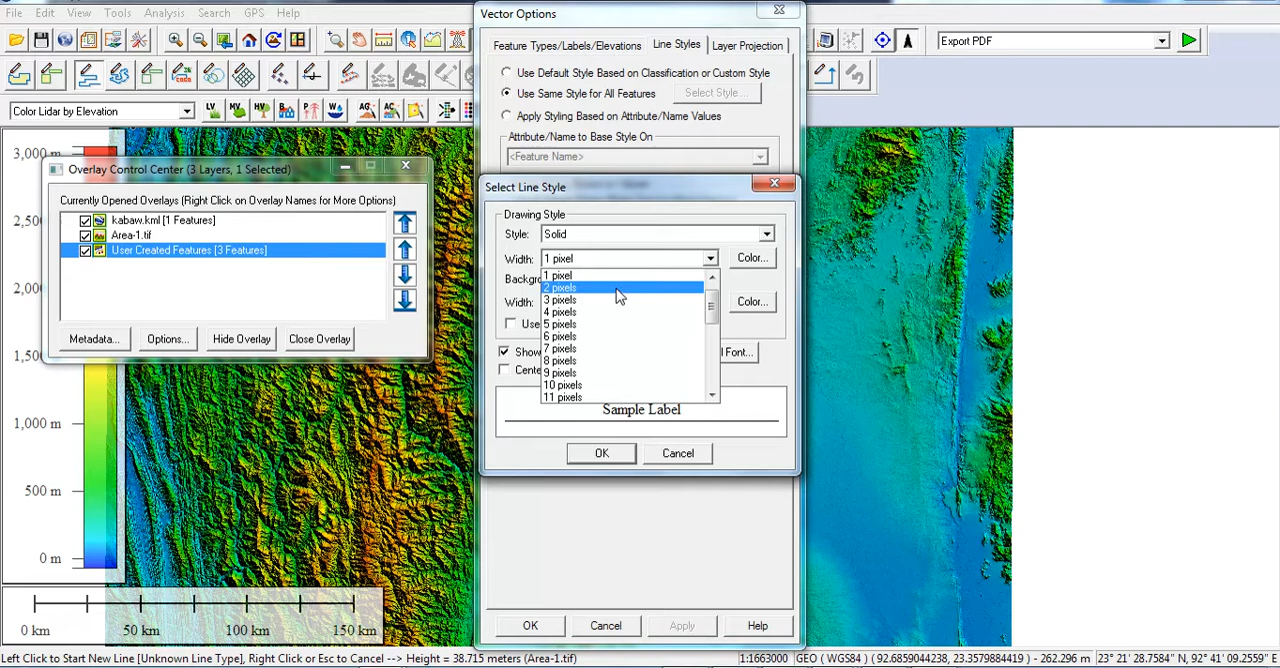 File Edit View Tools Analysis Search GPS Help
Export PDF
Color Lidar by Elevation
3,000 m
2,500
2,000
1,500
1,000 m
500 m
0 m
0 km 50 km 100 km 150 km
Overlay Control Center (3 Layers, 1 Selected)
Currently Opened Overlays (Right Click on Overlay Names for More Options)
kabaw.kml [1 Features]
Area-1.tif
User Created Features [3 Features]
Metadata... Options... Hide Overlay Close Overlay
Vector Options
Feature Types/Labels/Elevations Line Styles Layer Projection
Use Default Style Based on Classification or Custom Style
Use Same Style for All Features Select Style ...
Apply Styling Based on Attribute/Name Values
Attribute/Name to Base Style On
<Feature Name>
Select Line Style
Drawing Style
Style: Solid
Width: 1 pixel Color...
1 pixel
2 pixels
3 pixels
4 pixels
5 pixels
6 pixels
7 pixels
8 pixels
9 pixels
10 pixels
11 pixels
Width: Color...
Use
Font...
Sample Label
OK Cancel
OK Cancel Apply Help
Left Click to Start New Line [Unknown Line Type], Right Click or Esc to Cancel --> Height = 38.715 meters (Area-1.tif) 1:1663000 GEO ( WGS84 ) ( 92.6859044238, 23.3579884419 ) - 262.296 m 23° 21' 28.7584" N, 92° 41' 09.2559" E